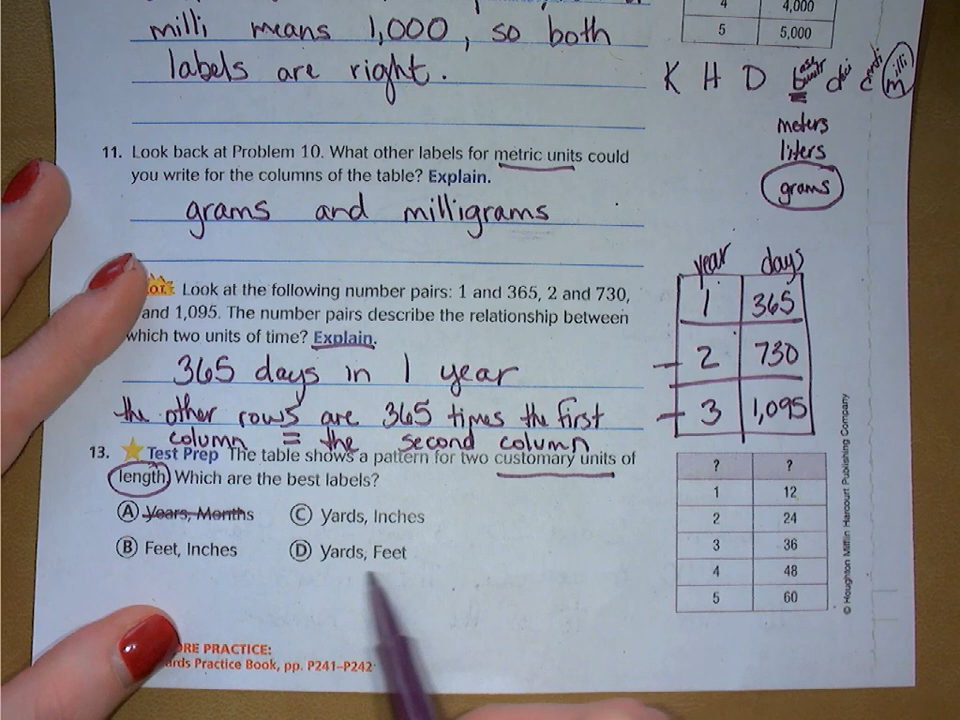 4 4,000
5 5,000
milli means 1,000, so both
labels are right.
K H D deci centi milli
meters
liters
grams
11. Look back at Problem 10. What other labels for metric units could
you write for the columns of the table? Explain.
grams and milligrams
Look at the following number pairs: 1 and 365, 2 and 730,
and 1,095. The number pairs describe the relationship between
which two units of time? Explain.
365 days in 1 year
the other rows are 365 times the first
column = the second column
year days
1 365
2 730
3 1,095
13. Test Prep The table shows a pattern for two customary units of
length. Which are the best labels?
A Years, Months
C Yards, Inches
B Feet, Inches
D Yards, Feet
? ?
1 12
2 24
3 36
4 48
5 60
© Houghton Mifflin Harcourt Publishing Company
ORE PRACTICE:
ards Practice Book, pp. P241–P242